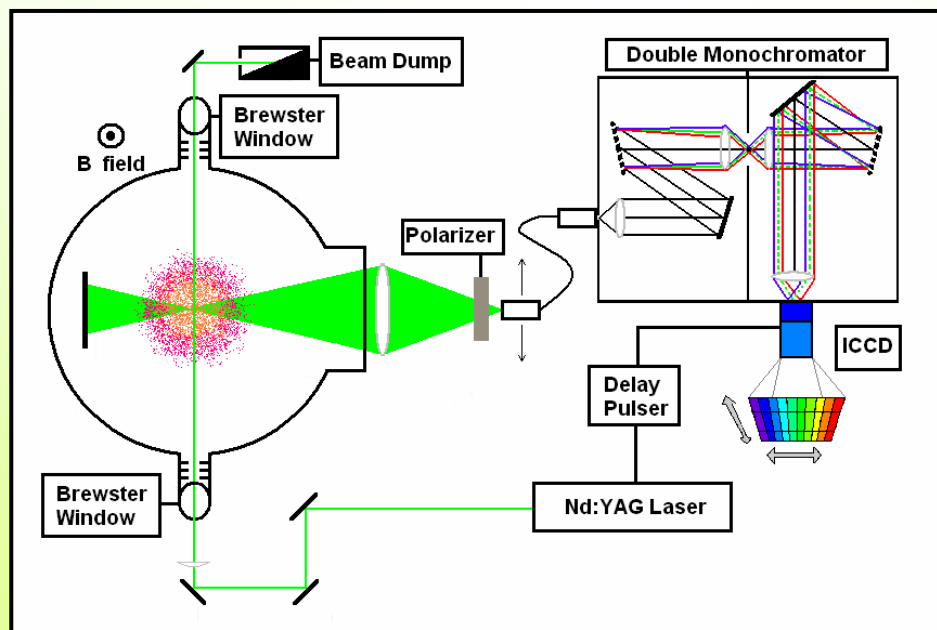 Double Monochromator
Beam Dump
Brewster
Window
B field
Polarizer
ICCD
Delay
Pulser
Brewster
Window
Nd:YAG Laser